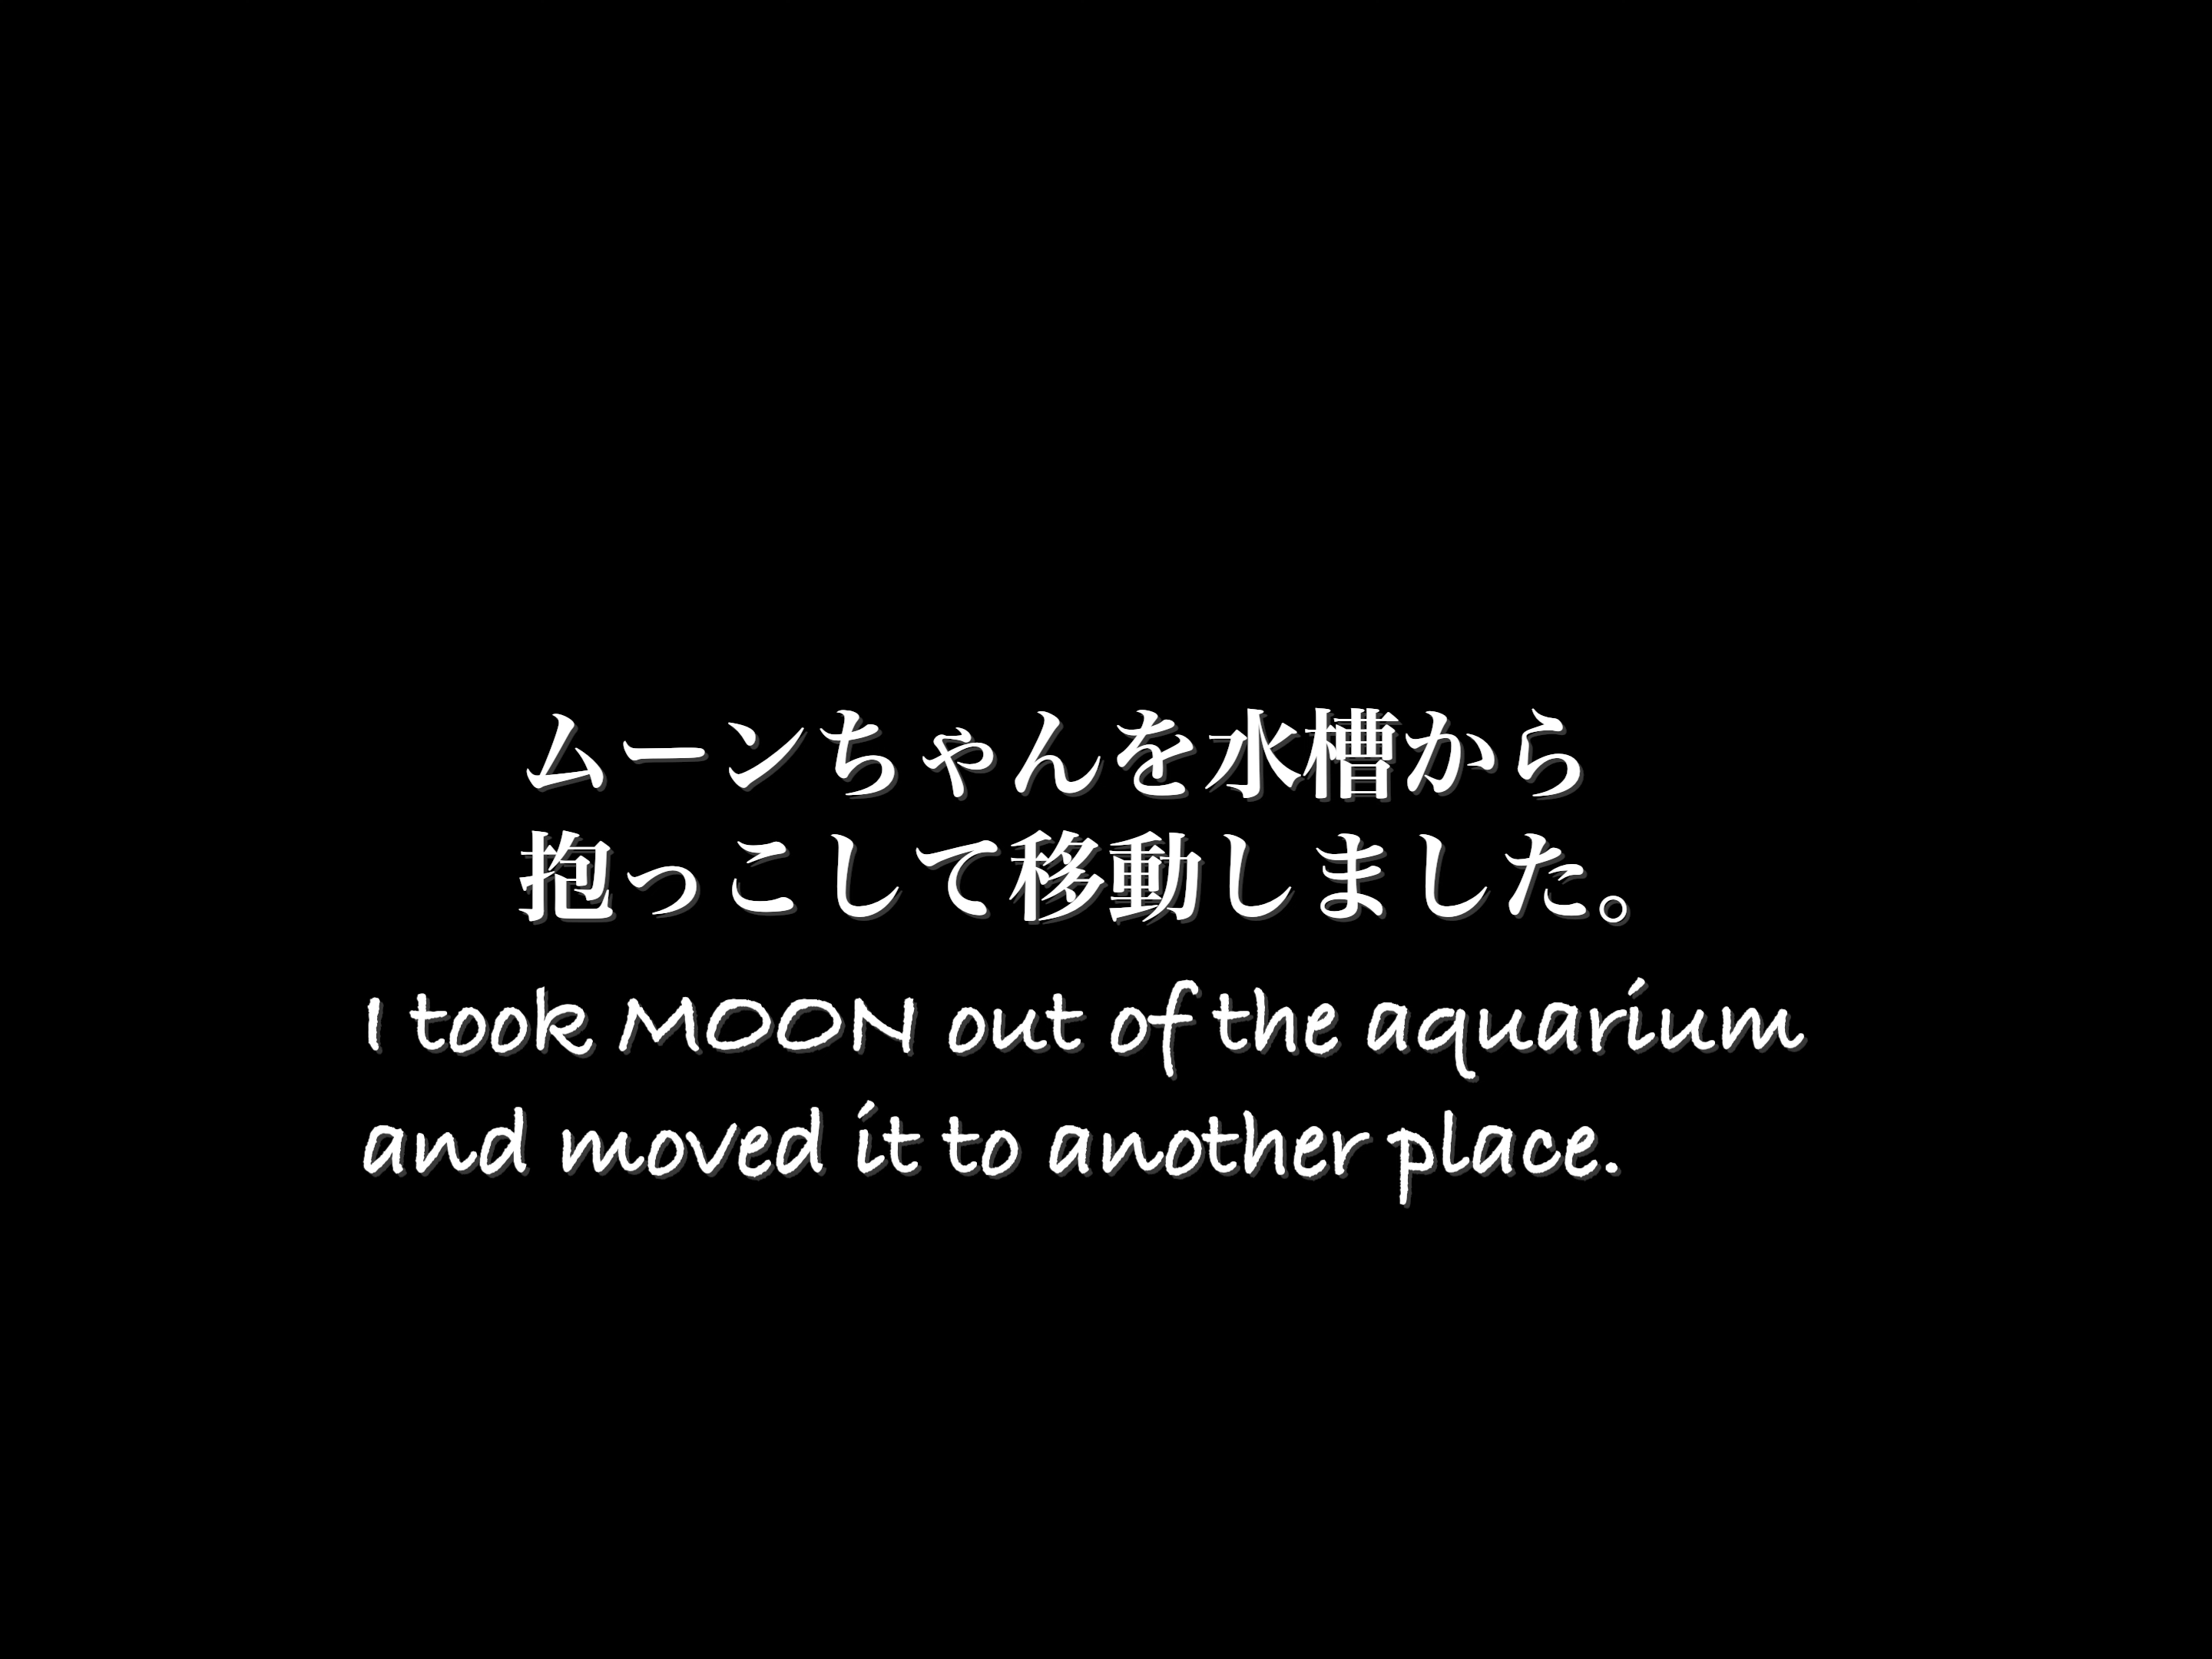 ムーンちゃんを水槽から
抱っこして移動しました。
I took MOON out of the aquarium
and moved it to another place.